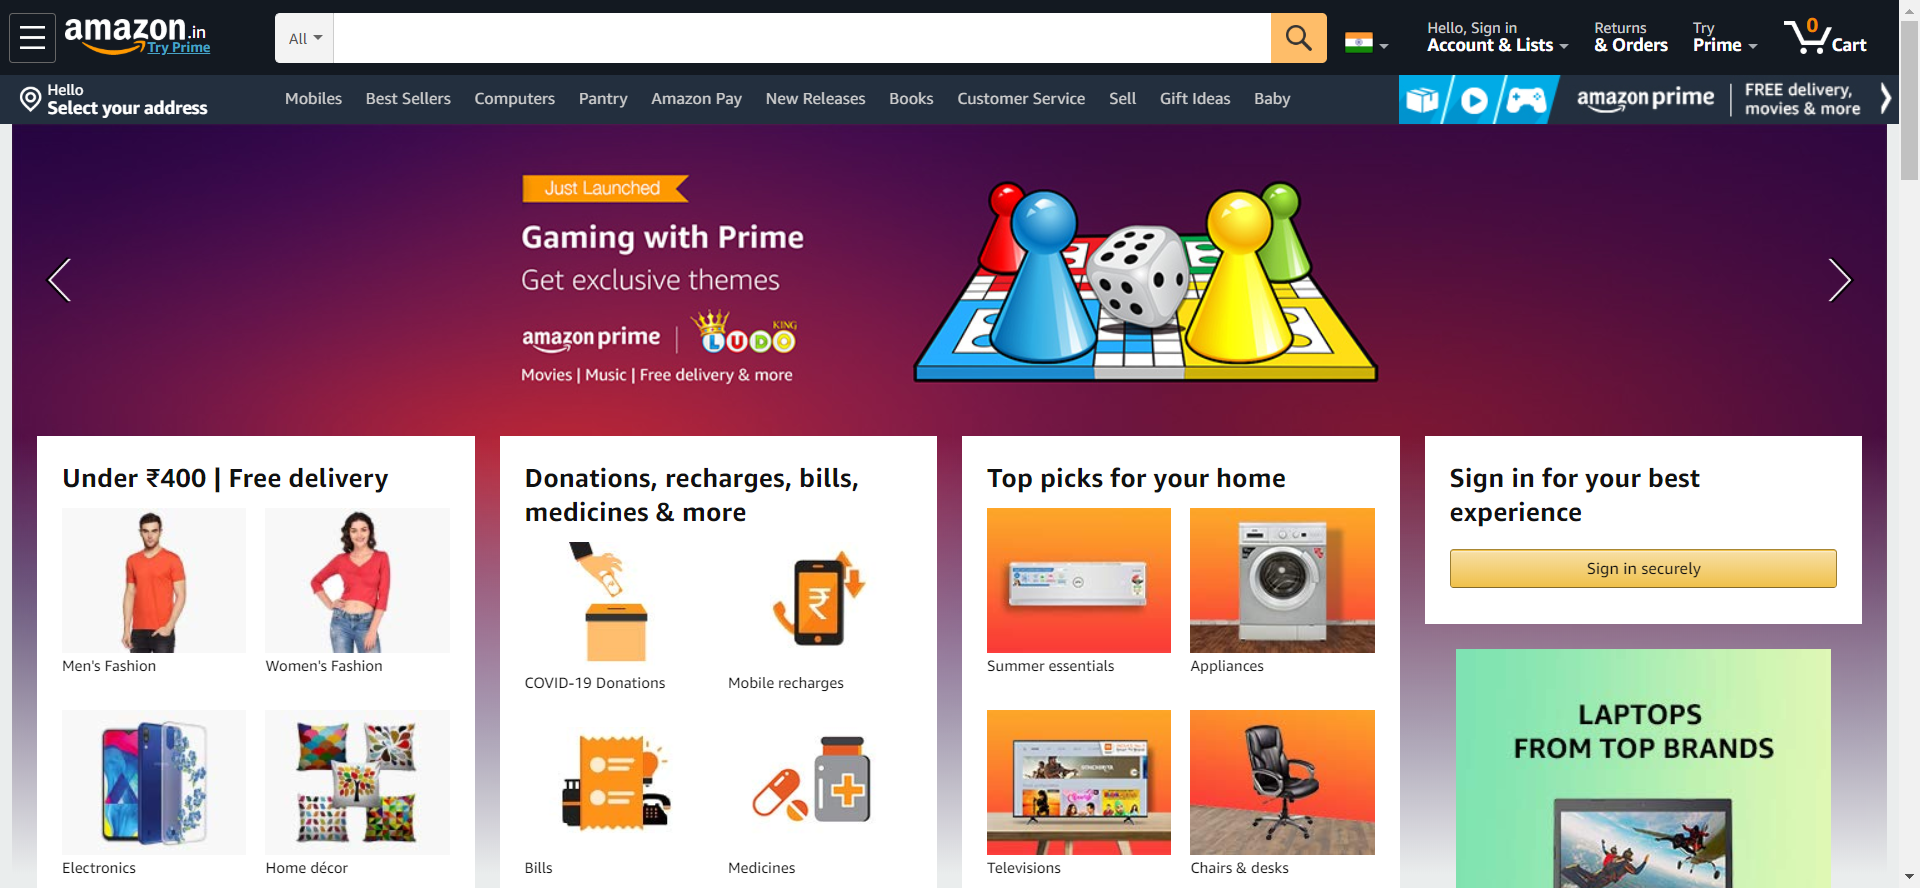 amazon.in
Try Prime
All
Hello, Sign in
Account & Lists
Returns
& Orders
Try
Prime
0
Cart
Hello
Select your address
Mobiles
Best Sellers
Computers
Pantry
Amazon Pay
New Releases
Books
Customer Service
Sell
Gift Ideas
Baby
amazon prime
FREE delivery,
movies & more
Just Launched
Gaming with Prime
Get exclusive themes
amazon prime | LUDO KING
Movies | Music | Free delivery & more
Under ₹400 | Free delivery
Men's Fashion
Women's Fashion
Electronics
Home décor
Donations, recharges, bills,
medicines & more
₹
COVID-19 Donations
Mobile recharges
Bills
Medicines
Top picks for your home
Summer essentials
Appliances
Televisions
Chairs & desks
Sign in for your best
experience
Sign in securely
LAPTOPS
FROM TOP BRANDS